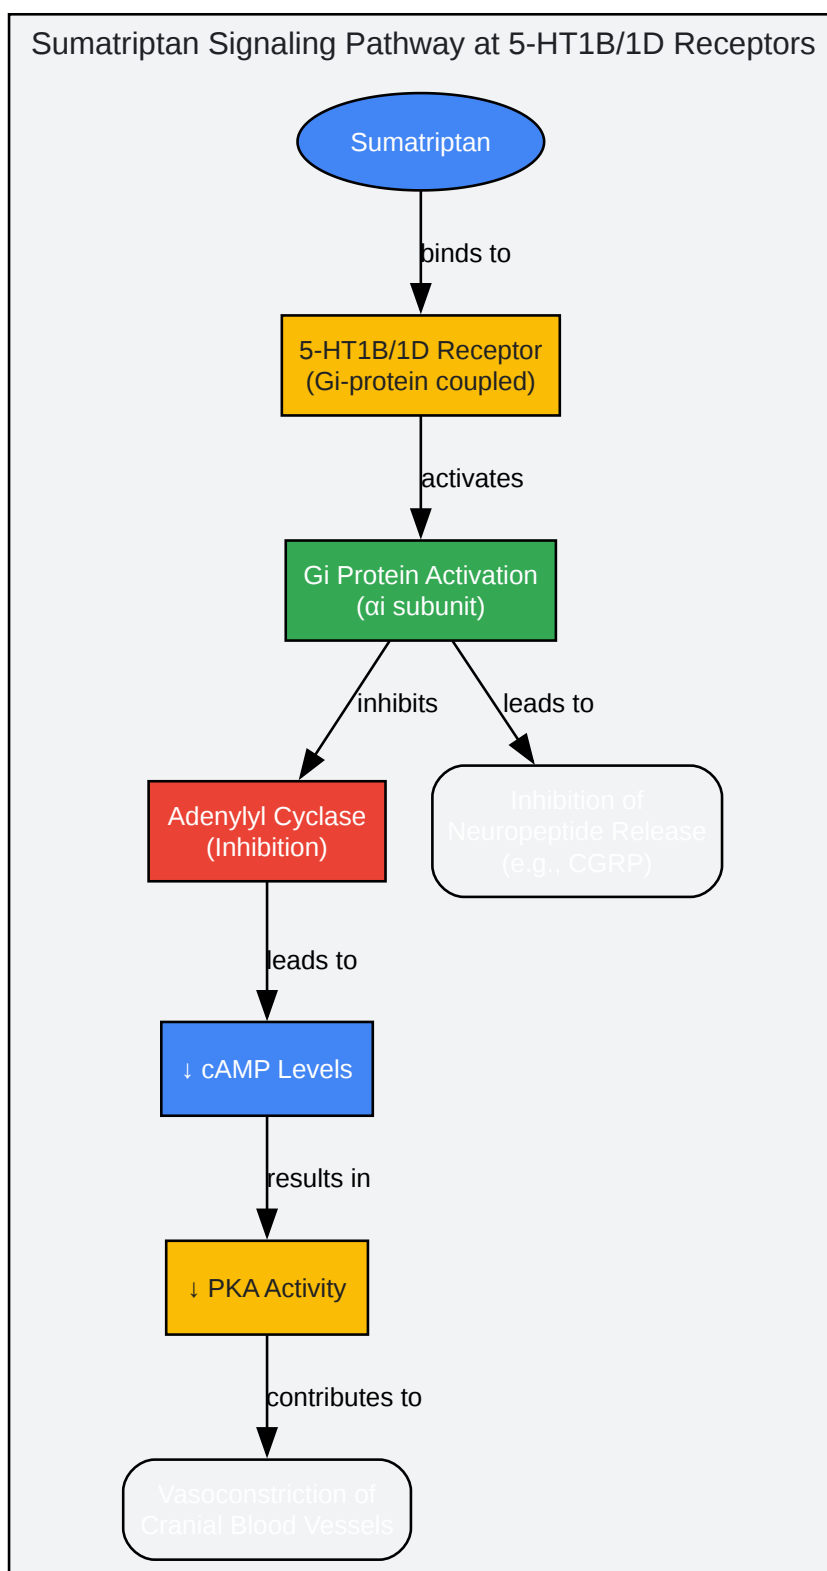 Sumatriptan Signaling Pathway at 5-HT1B/1D Receptors
Sumatriptan
binds to
5-HT1B/1D Receptor
(Gi-protein coupled)
activates
Gi Protein Activation
(αi subunit)
inhibits
leads to
Adenylyl Cyclase
(Inhibition)
Inhibition of
Neuropeptide Release
(e.g., CGRP)
leads to
↓ cAMP Levels
results in
↓ PKA Activity
contributes to
Vasoconstriction of
Cranial Blood Vessels